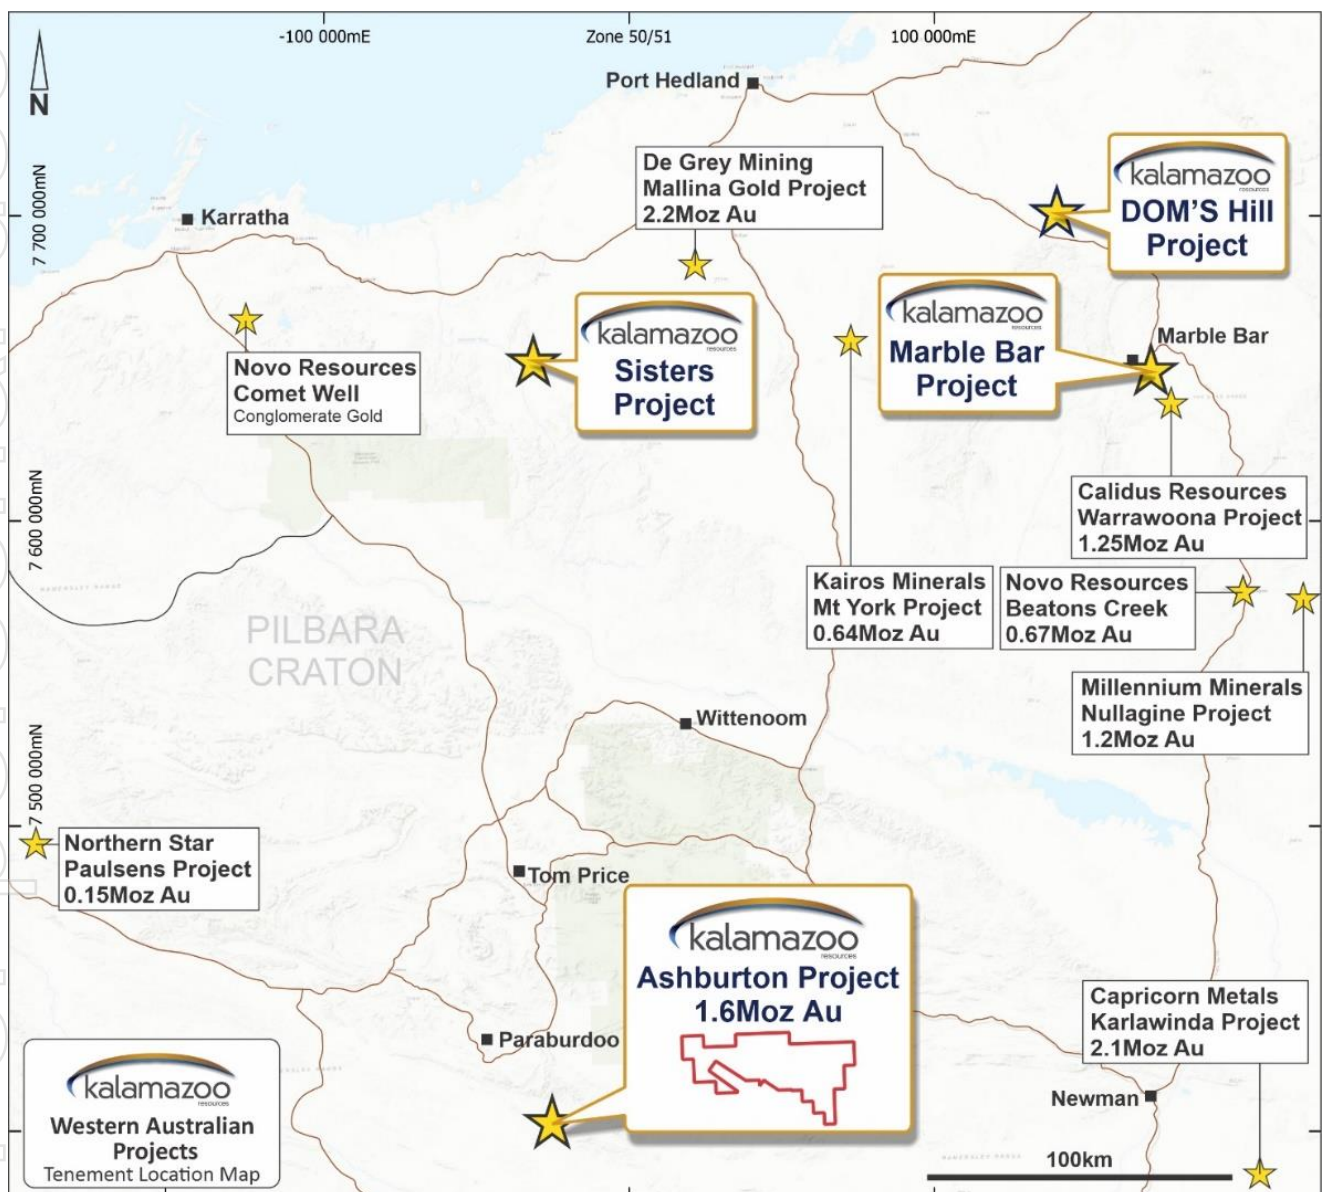 -100 000mE
Zone 50/51
100 000mE
N
Port Hedland
De Grey Mining
Mallina Gold Project
2.2Moz Au
kalamazoo
resources
DOM'S Hill
Project
7 700 000mN
Karratha
kalamazoo
resources
Marble Bar
Project
Marble Bar
kalamazoo
resources
Sisters
Project
Novo Resources
Comet Well
Conglomerate Gold
7 600 000mN
Calidus Resources
Warrawoona Project
1.25Moz Au
Kairos Minerals
Mt York Project
0.64Moz Au
Novo Resources
Beatons Creek
0.67Moz Au
PILBARA
CRATON
Millennium Minerals
Nullagine Project
1.2Moz Au
Wittenoom
7 500 000mN
Northern Star
Paulsens Project
0.15Moz Au
Tom Price
kalamazoo
resources
Ashburton Project
1.6Moz Au
Capricorn Metals
Karlawinda Project
2.1Moz Au
Paraburdoo
Newman
kalamazoo
resources
Western Australian
Projects
Tenement Location Map
100km